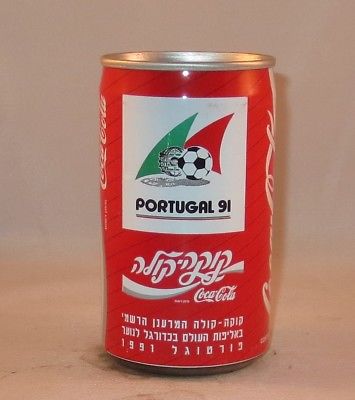 PORTUGAL 91
קוקה-קולה
Coca-Cola
קוקה-קולה המרענן הרשמי
באליפות העולם בכדורגל לנוער
פורטוגל 1991
Coca-Cola